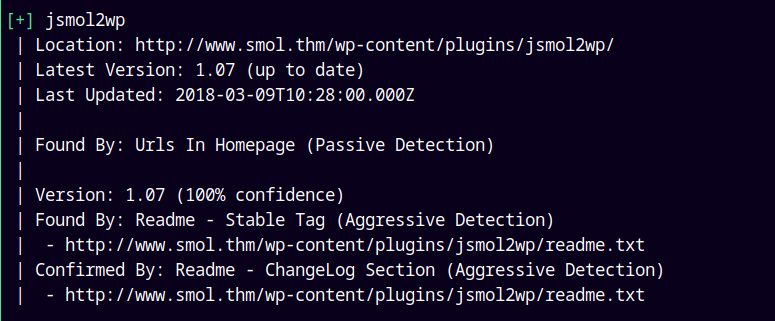 [+] jsmol2wp
| Location: http://www.smol.thm/wp-content/plugins/jsmol2wp/
| Latest Version: 1.07 (up to date)
| Last Updated: 2018-03-09T10:28:00.000Z
|
| Found By: Urls In Homepage (Passive Detection)
|
| Version: 1.07 (100% confidence)
| Found By: Readme - Stable Tag (Aggressive Detection)
|  - http://www.smol.thm/wp-content/plugins/jsmol2wp/readme.txt
| Confirmed By: Readme - ChangeLog Section (Aggressive Detection)
|  - http://www.smol.thm/wp-content/plugins/jsmol2wp/readme.txt